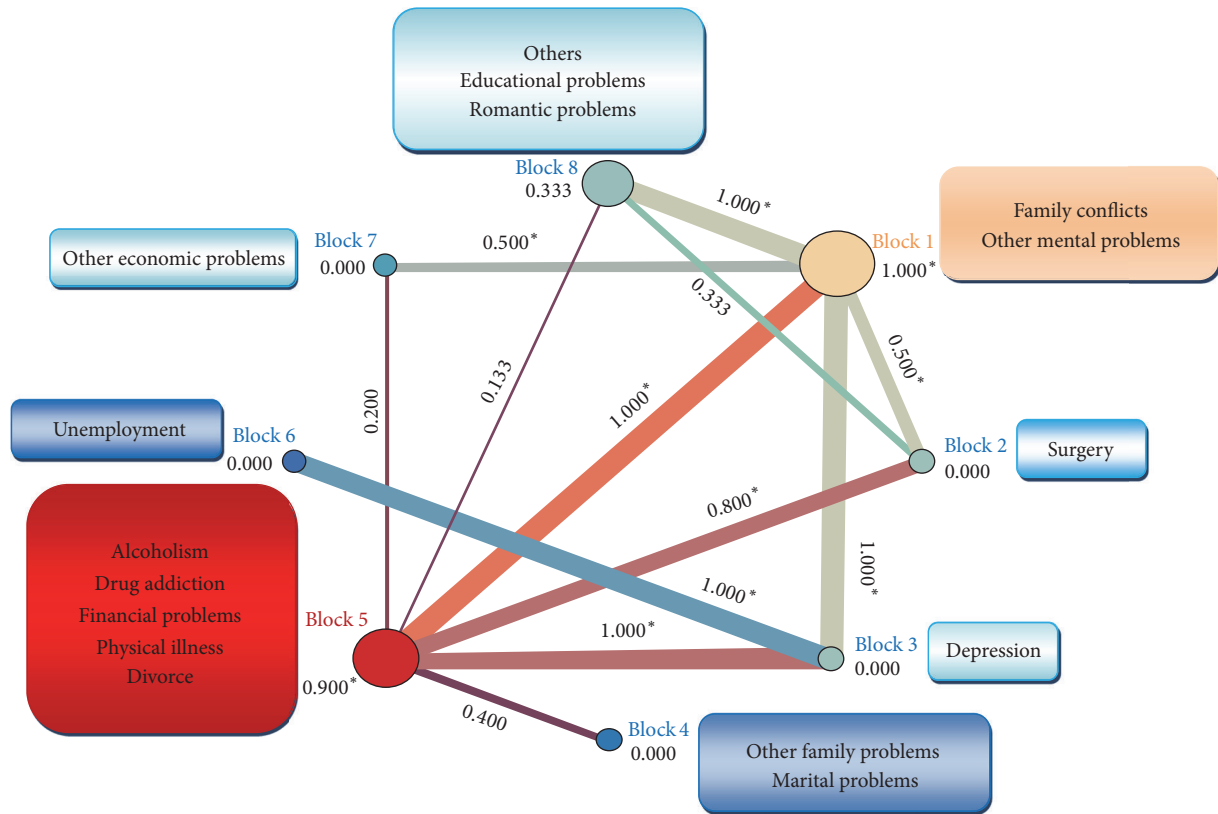 Others
Educational problems
Romantic problems
Block 8
0.333
1.000*
Family conflicts
Other mental problems
Block 1
1.000*
Block 7
0.000
Other economic problems
0.500*
0.333
0.500*
0.133
0.200
1.000*
Unemployment
Block 6
0.000
Block 2
0.000
Surgery
0.800*
Alcoholism
Drug addiction
Financial problems
Physical illness
Divorce
Block 5
0.900*
1.000*
1.000*
1.000*
Block 3
0.000
Depression
0.400
Block 4
0.000
Other family problems
Marital problems